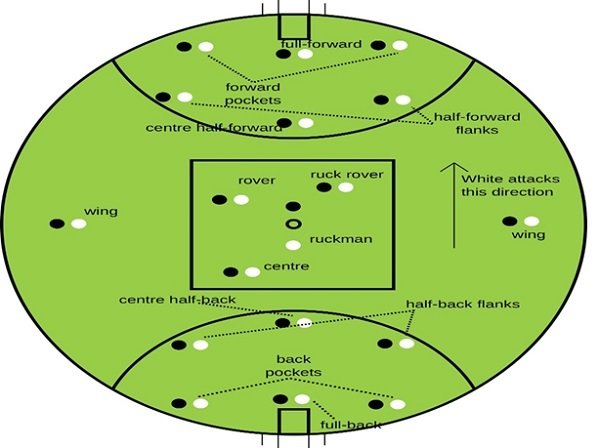 full-forward
forward
pockets
half-forward
flanks
centre half-forward
rover
ruck rover
White attacks
this direction
wing
wing
ruckman
centre
centre half-back
half-back flanks
back
pockets
full-back